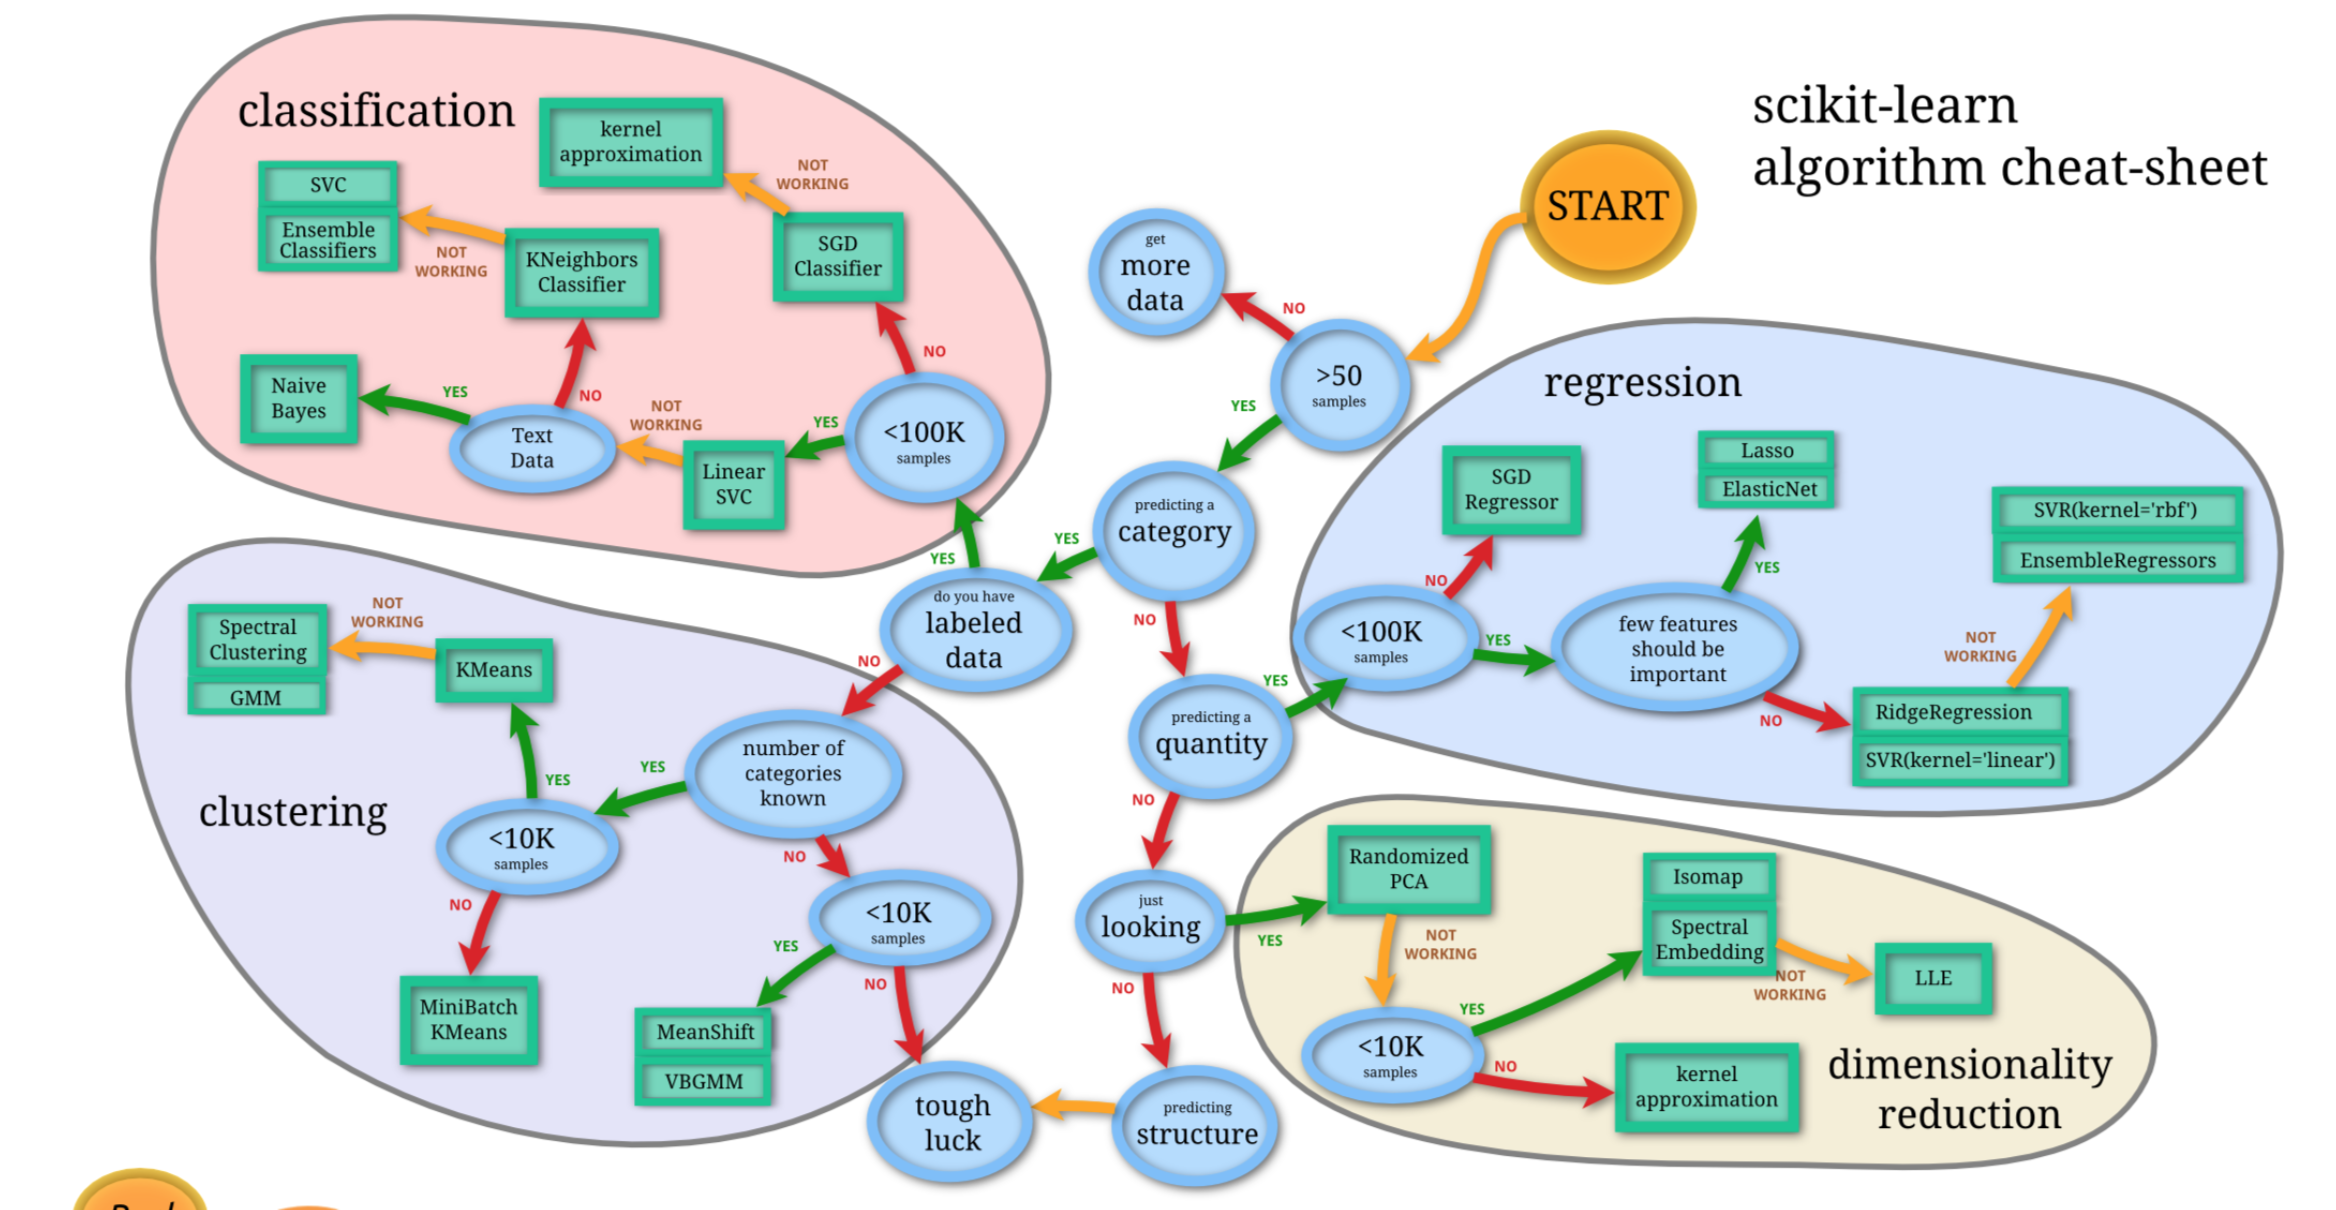 scikit-learn
algorithm cheat-sheet
START
get
more
data
NO
>50
samples
YES
predicting a
category
YES
NO
do you have
labeled
data
YES
NO
predicting a
quantity
YES
NO
just
looking
YES
NO
predicting
structure
tough
luck
classification
kernel
approximation
NOT
WORKING
SVC
Ensemble
Classifiers
NOT
WORKING
KNeighbors
Classifier
SGD
Classifier
NO
Naive
Bayes
YES
NO
Text
Data
NOT
WORKING
Linear
SVC
YES
<100K
samples
regression
SGD
Regressor
Lasso
ElasticNet
SVR(kernel='rbf')
EnsembleRegressors
NO
YES
<100K
samples
YES
few features
should be
important
NOT
WORKING
NO
RidgeRegression
SVR(kernel='linear')
clustering
Spectral
Clustering
GMM
NOT
WORKING
KMeans
YES
number of
categories
known
YES
NO
<10K
samples
NO
MiniBatch
KMeans
<10K
samples
YES
NO
MeanShift
VBGMM
dimensionality
reduction
Randomized
PCA
NOT
WORKING
<10K
samples
YES
NO
Isomap
Spectral
Embedding
NOT
WORKING
LLE
kernel
approximation